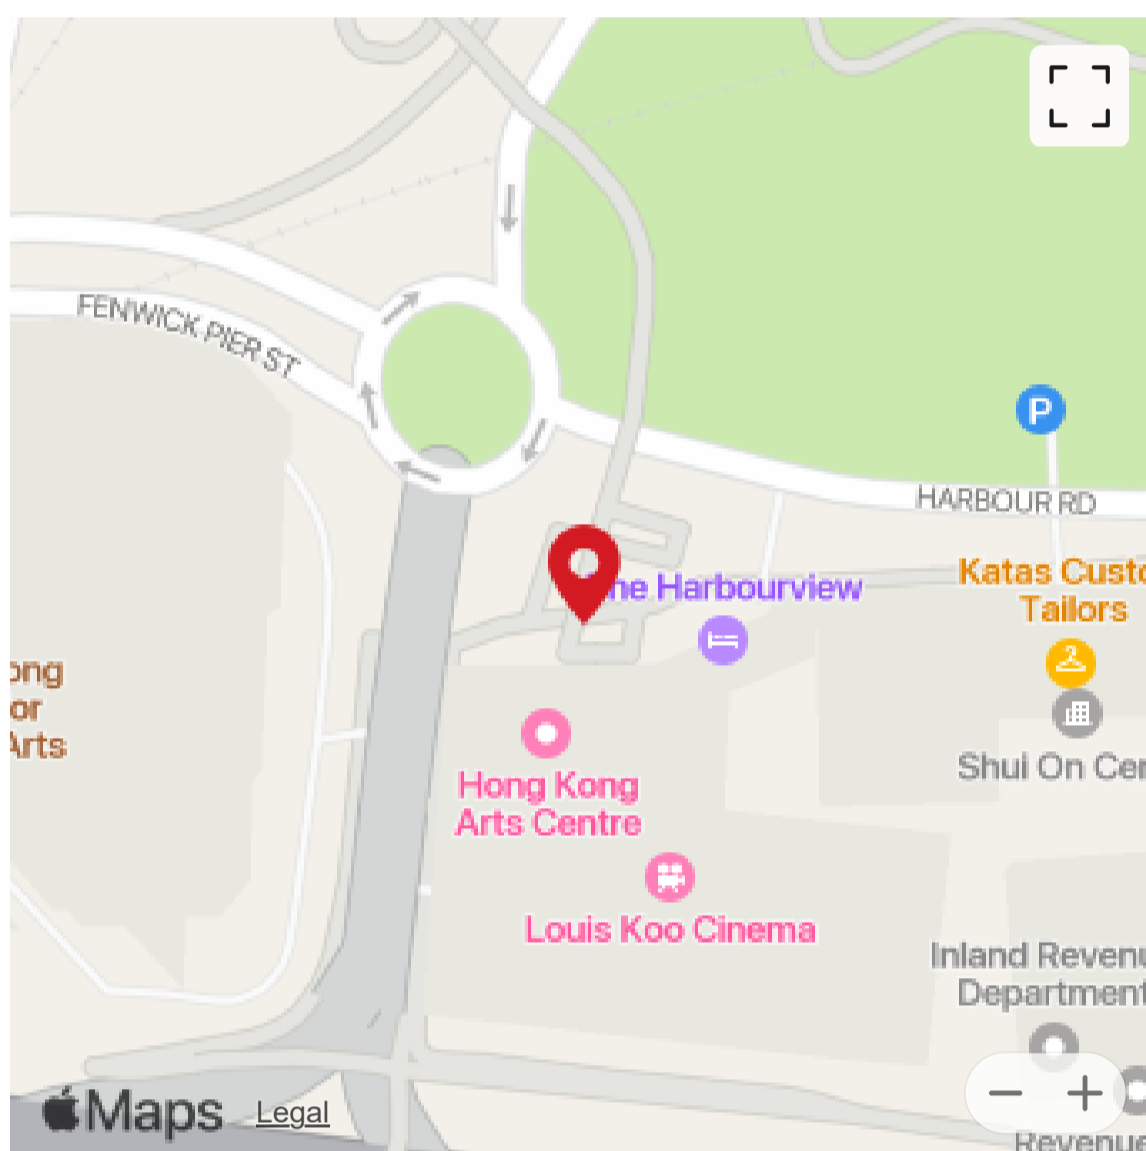 FENWICK PIER ST
P
HARBOUR RD
Katas Custo
Tailors
he Harbourview
ong
or
Arts
Shui On Cen
Hong Kong
Arts Centre
Louis Koo Cinema
Inland Revenu
Department
Maps Legal
Revenue